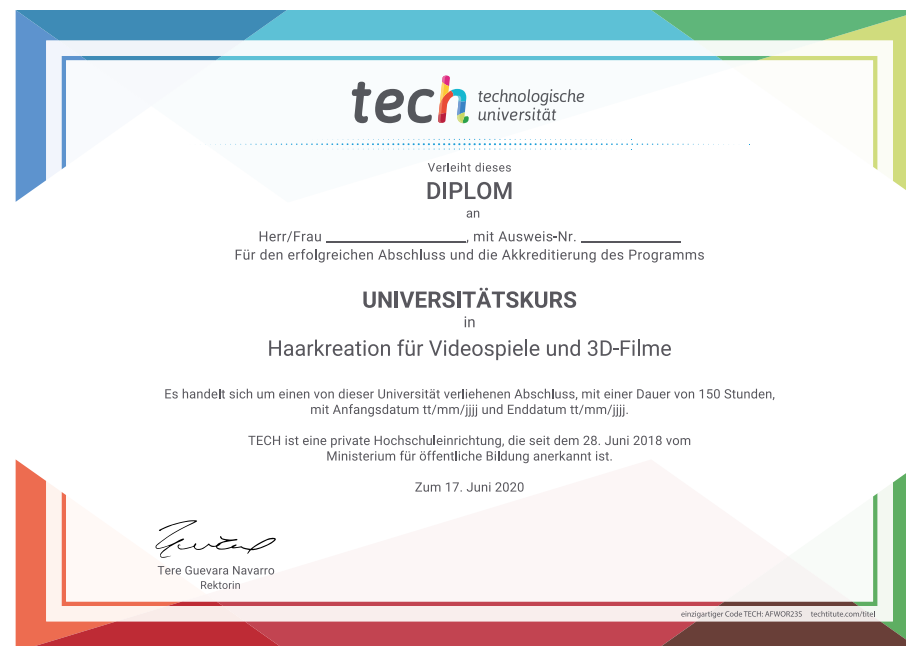 tech technologische
universität
Verleiht dieses
DIPLOM
an
Herr/Frau ____________, mit Ausweis-Nr. ____________
Für den erfolgreichen Abschluss und die Akkreditierung des Programms
UNIVERSITÄTSKURS
in
Haarkreation für Videospiele und 3D-Filme
Es handelt sich um einen von dieser Universität verliehenen Abschluss, mit einer Dauer von 150 Stunden,
mit Anfangsdatum tt/mm/jjjj und Enddatum tt/mm/jjjj.
TECH ist eine private Hochschuleinrichtung, die seit dem 28. Juni 2018 vom
Ministerium für öffentliche Bildung anerkannt ist.
Zum 17. Juni 2020
Tere Guevara Navarro
Rektorin
einzigartiger Code TECH: AFWOR235 techtitute.com/titel